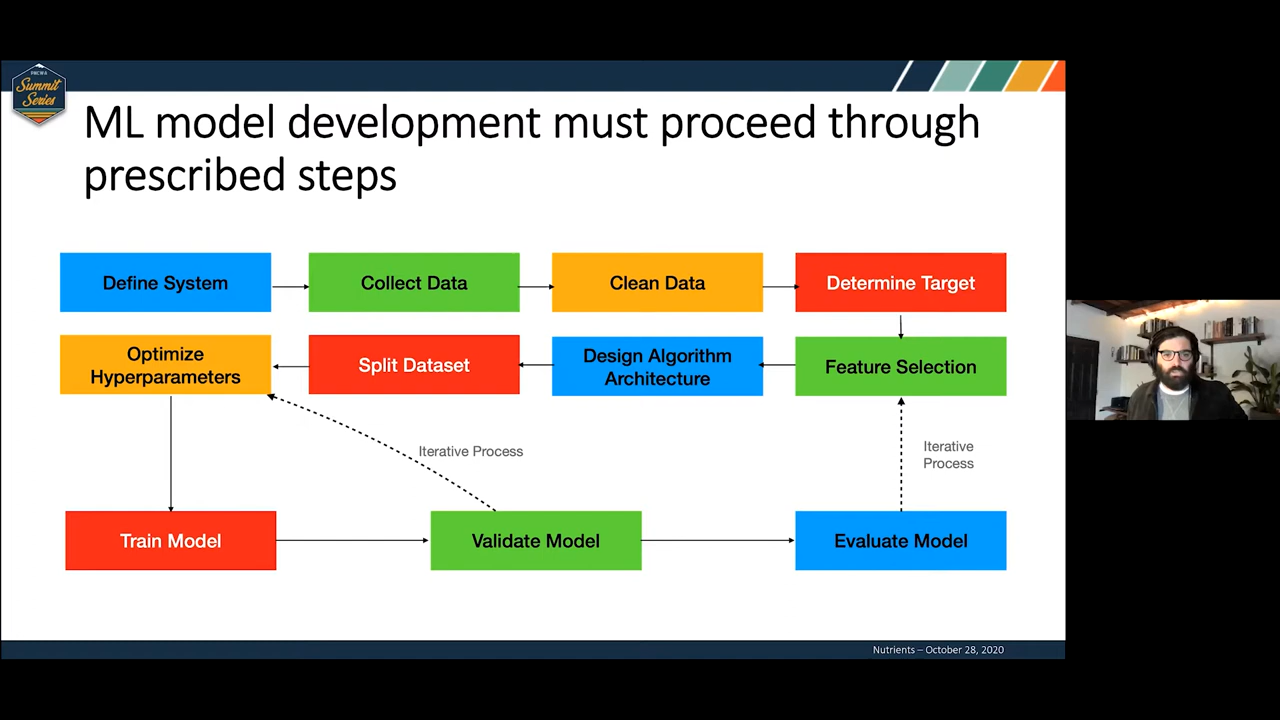 PNCWA
Summit
Series
ML model development must proceed through
prescribed steps
Define System
Collect Data
Clean Data
Determine Target
Optimize
Hyperparameters
Split Dataset
Design Algorithm
Architecture
Feature Selection
Iterative Process
Iterative
Process
Train Model
Validate Model
Evaluate Model
Nutrients – October 28, 2020